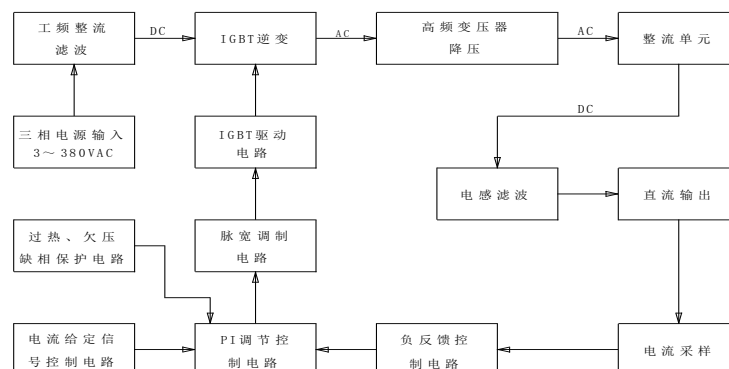 工频整流
滤波
DC
IGBT逆变
AC
高频变压器
降压
AC
整流单元
DC
三相电源输入
3～380VAC
IGBT驱动
电路
电感滤波
直流输出
过热、欠压
缺相保护电路
脉宽调制
电路
电流给定信
号控制电路
PI调节控
制电路
负反馈控
制电路
电流采样